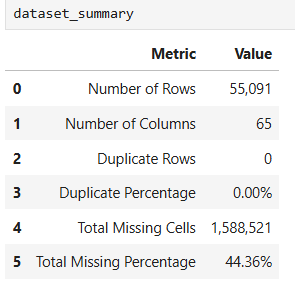 dataset_summary
Metric Value
0 Number of Rows 55,091
1 Number of Columns 65
2 Duplicate Rows 0
3 Duplicate Percentage 0.00%
4 Total Missing Cells 1,588,521
5 Total Missing Percentage 44.36%